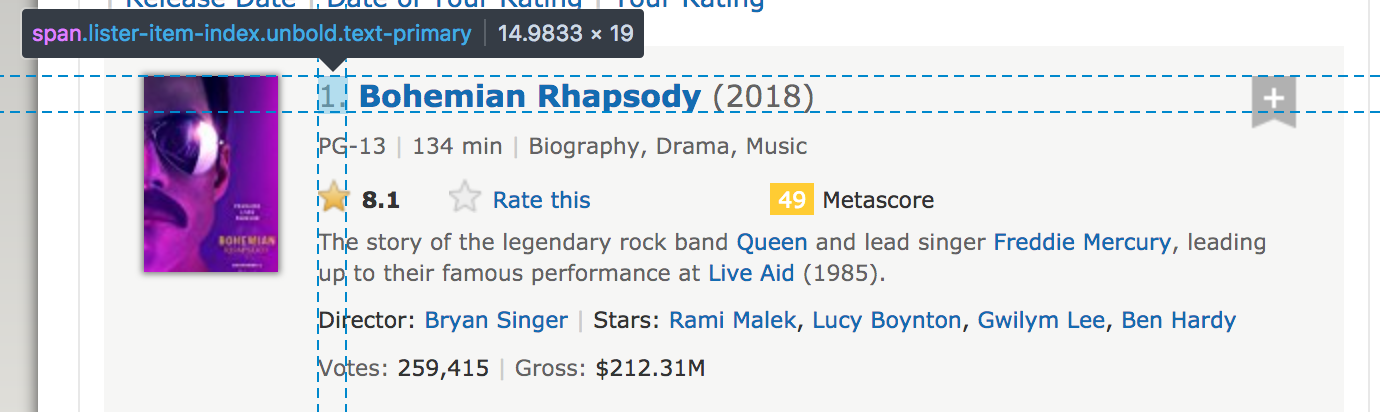 Release Date | Date of Your Rating | Your Rating
span.lister-item-index.unbold.text-primary | 14.9833 × 19
1. Bohemian Rhapsody (2018)
PG-13 | 134 min | Biography, Drama, Music
8.1 Rate this 49 Metascore
The story of the legendary rock band Queen and lead singer Freddie Mercury, leading
up to their famous performance at Live Aid (1985).
BOHEMIAN
RHAPSODY
Director: Bryan Singer | Stars: Rami Malek, Lucy Boynton, Gwilym Lee, Ben Hardy
Votes: 259,415 | Gross: $212.31M